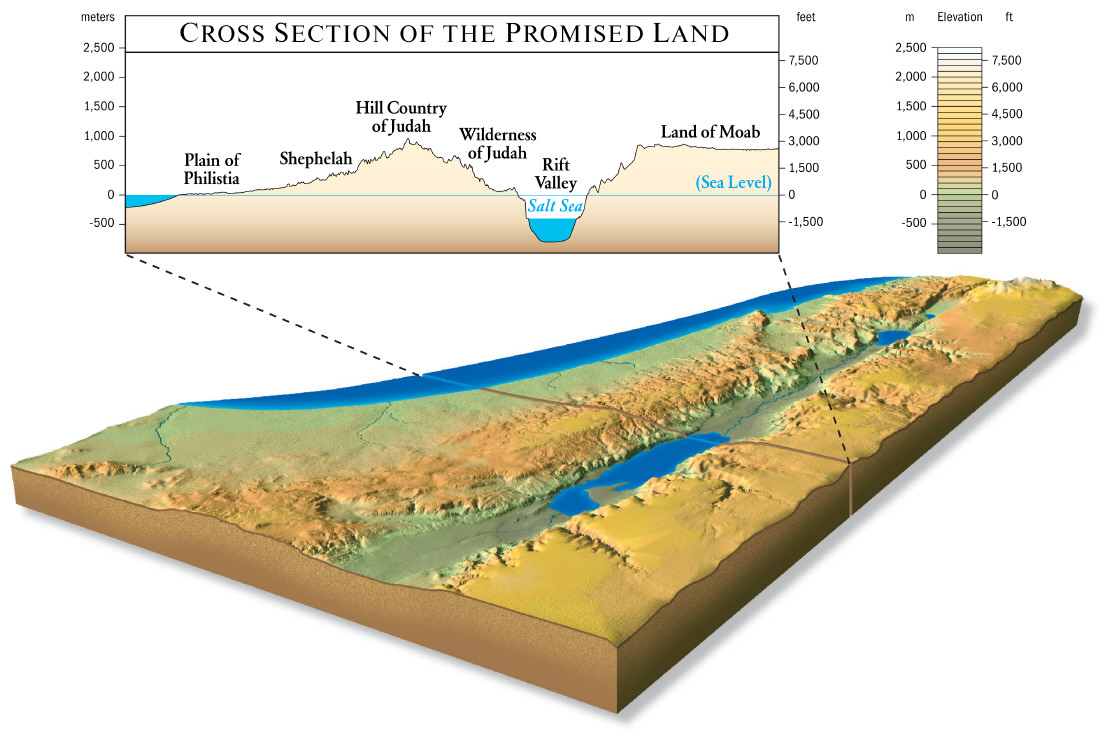 CROSS SECTION OF THE PROMISED LAND
meters
2,500
2,000
1,500
1,000
500
0
-500
feet
7,500
6,000
4,500
3,000
1,500
0
-1,500
Hill Country
of Judah
Plain of
Philistia
Shephelah
Wilderness
of Judah
Rift
Valley
Salt Sea
Land of Moab
(Sea Level)
m Elevation ft
2,500
2,000
1,500
1,000
500
0
-500
7,500
6,000
4,500
3,000
1,500
0
-1,500